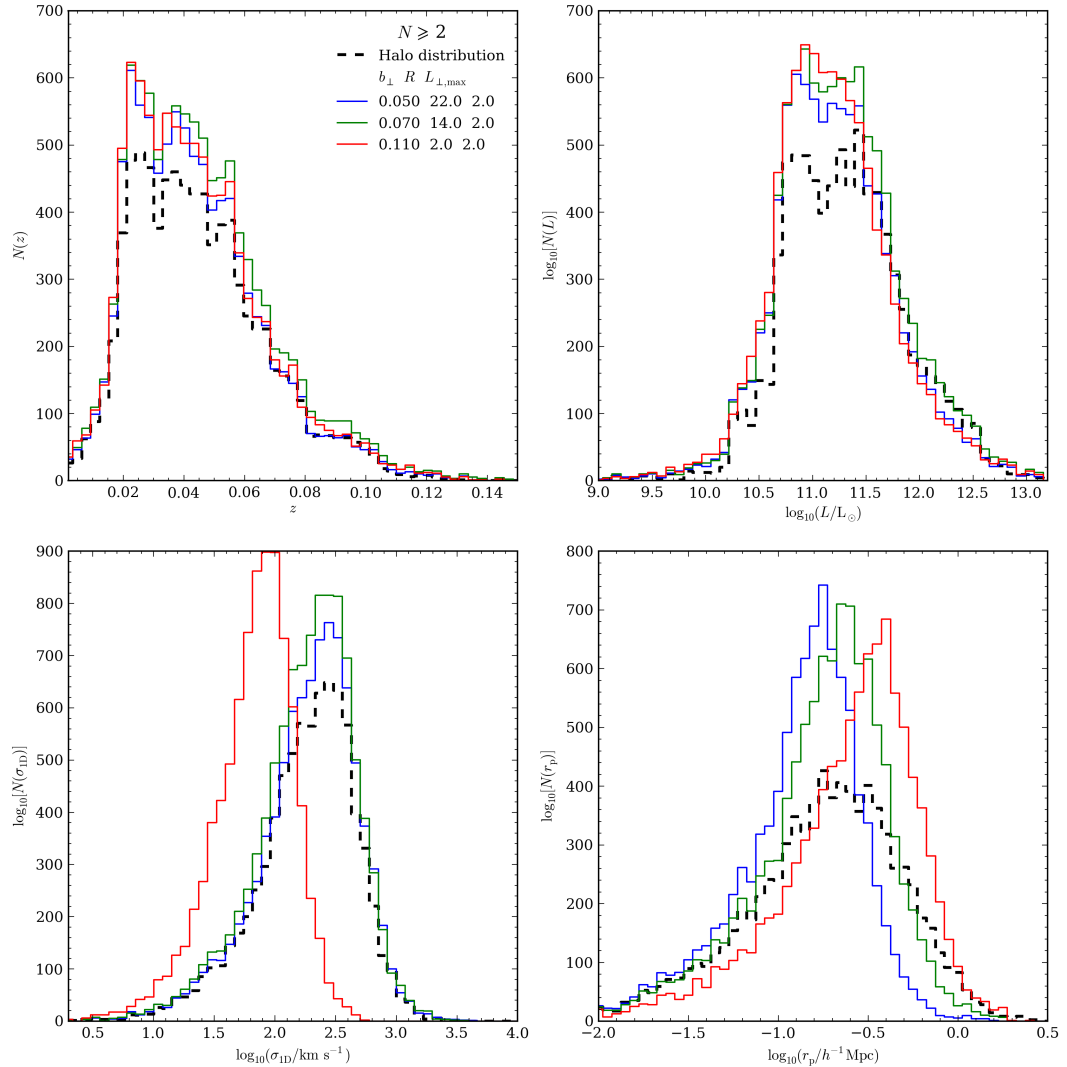 700
600
500
400
300
200
100
0
N(z)
0.02 0.04 0.06 0.08 0.10 0.12 0.14
z
N ⩾ 2
Halo distribution
b⊥ R L⊥,max
0.050 22.0 2.0
0.070 14.0 2.0
0.110 2.0 2.0
700
600
500
400
300
200
100
0
log₁₀[N(L)]
9.0 9.5 10.0 10.5 11.0 11.5 12.0 12.5 13.0
log₁₀(L/L☉)
900
800
700
600
500
400
300
200
100
0
log₁₀[N(σ₁D)]
0.5 1.0 1.5 2.0 2.5 3.0 3.5 4.0
log₁₀(σ₁D/km s⁻¹)
800
700
600
500
400
300
200
100
0
log₁₀[N(rₚ)]
−2.0 −1.5 −1.0 −0.5 0.0 0.5
log₁₀(rₚ/h⁻¹Mpc)